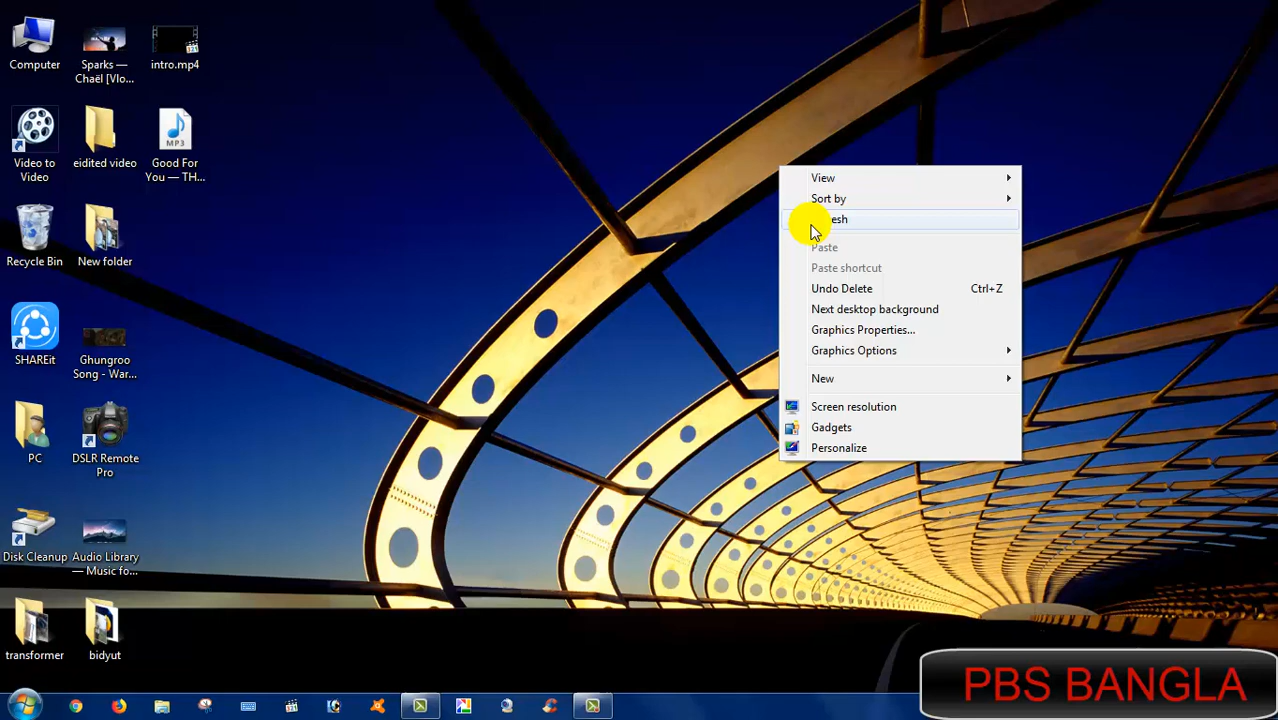 Computer
Sparks —
Chaël [Vlo...
intro.mp4
Video to
Video
eidited video
MP3
Good For
You — TH...
Recycle Bin
New folder
SHAREit
Ghungroo
Song - War...
PC
DSLR Remote
Pro
Disk Cleanup
Audio Library
— Music fo...
transformer
bidyut
View
Sort by
esh
Paste
Paste shortcut
Undo Delete Ctrl+Z
Next desktop background
Graphics Properties...
Graphics Options
New
Screen resolution
Gadgets
Personalize
PBS BANGLA